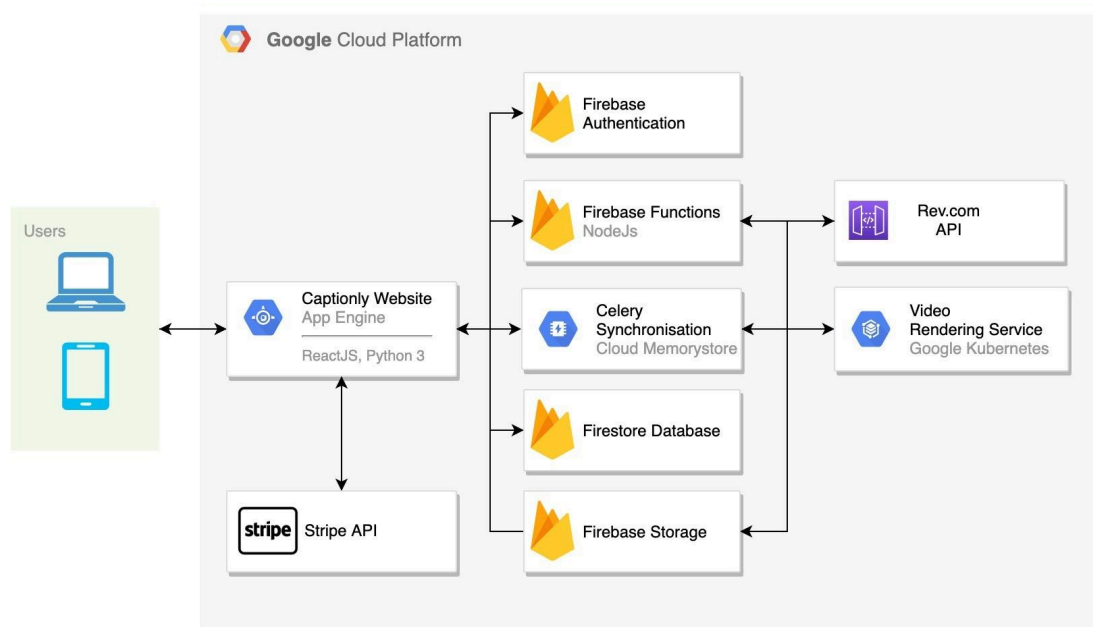 Google Cloud Platform
Firebase
Authentication
Firebase Functions
NodeJs
Rev.com
API
Users
Captionly Website
App Engine
ReactJS, Python 3
Celery
Synchronisation
Cloud Memorystore
Video
Rendering Service
Google Kubernetes
Firestore Database
stripe Stripe API
Firebase Storage